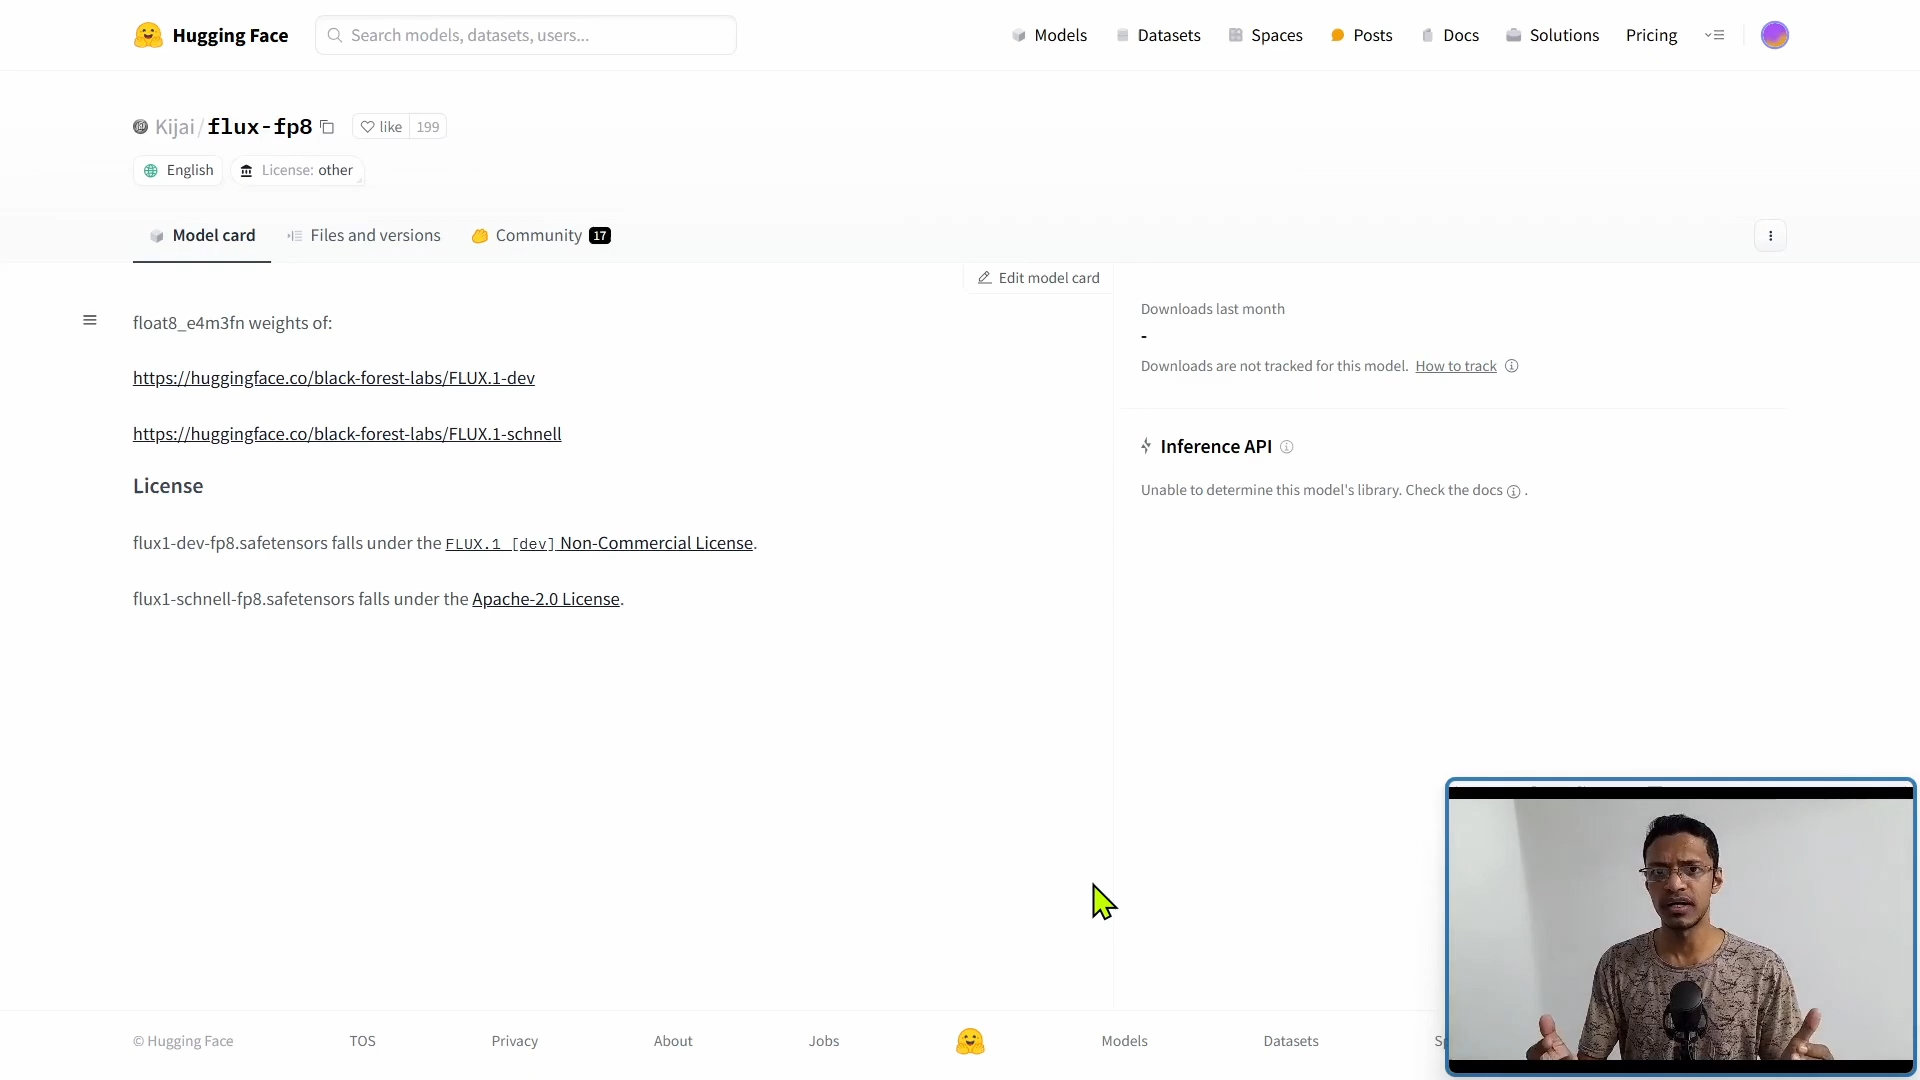 Hugging Face
Search models, datasets, users...
Models
Datasets
Spaces
Posts
Docs
Solutions
Pricing
Kijai/flux-fp8
like 199
English
License: other
Model card
Files and versions
Community 17
Edit model card
float8_e4m3fn weights of:
https://huggingface.co/black-forest-labs/FLUX.1-dev
https://huggingface.co/black-forest-labs/FLUX.1-schnell
License
flux1-dev-fp8.safetensors falls under the FLUX.1 [dev] Non-Commercial License.
flux1-schnell-fp8.safetensors falls under the Apache-2.0 License.
Downloads last month
-
Downloads are not tracked for this model. How to track
Inference API
Unable to determine this model's library. Check the docs .
© Hugging Face
TOS
Privacy
About
Jobs
Models
Datasets